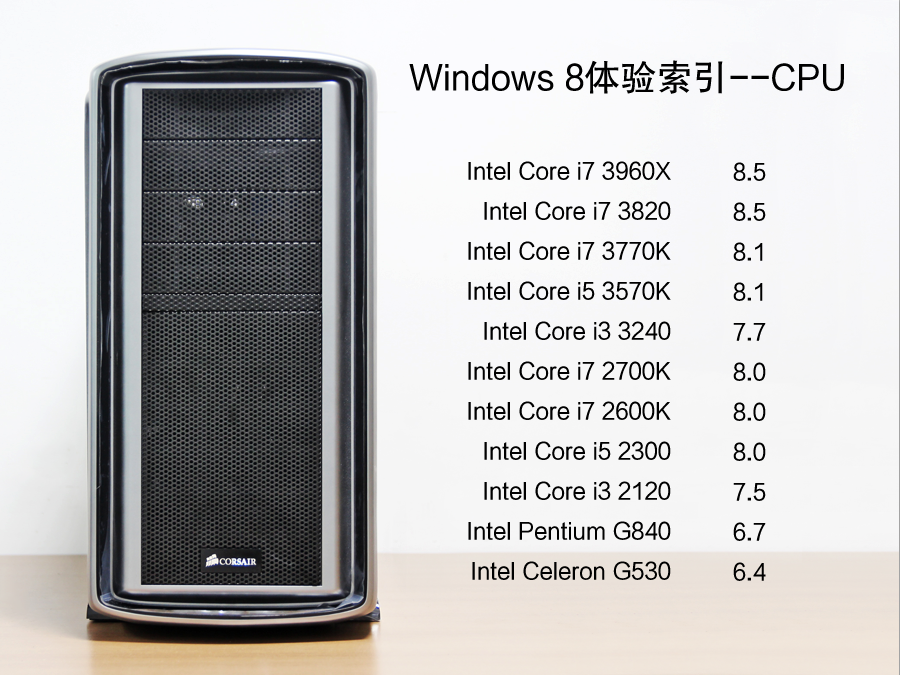 Windows 8体验索引--CPU
Intel Core i7 3960X 8.5
Intel Core i7 3820 8.5
Intel Core i7 3770K 8.1
Intel Core i5 3570K 8.1
Intel Core i3 3240 7.7
Intel Core i7 2700K 8.0
Intel Core i7 2600K 8.0
Intel Core i5 2300 8.0
Intel Core i3 2120 7.5
Intel Pentium G840 6.7
Intel Celeron G530 6.4
CORSAIR